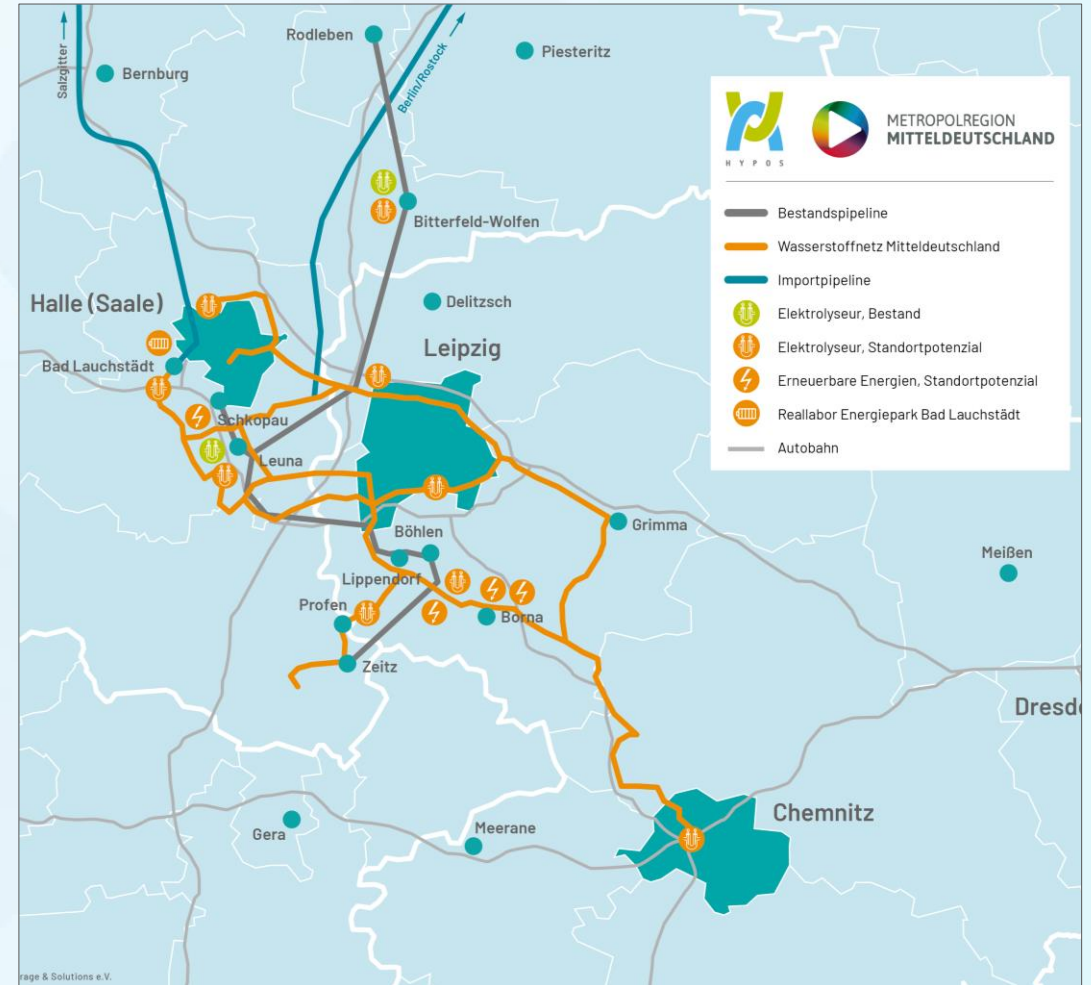 Salzgitter
Berlin/Rostock
Rodleben
Piesteritz
Bernburg
HYPOS
METROPOLREGION
MITTELDEUTSCHLAND
Bestandspipeline
Wasserstoffnetz Mitteldeutschland
Importpipeline
Elektrolyseur, Bestand
Elektrolyseur, Standortpotenzial
Erneuerbare Energien, Standortpotenzial
Reallabor Energiepark Bad Lauchstädt
Autobahn
Bitterfeld-Wolfen
Halle (Saale)
Delitzsch
Leipzig
Bad Lauchstädt
Schkopau
Leuna
Grimma
Böhlen
Meißen
Lippendorf
Profen
Borna
Zeitz
Dresde
Chemnitz
Gera
Meerane
rage & Solutions e.V.